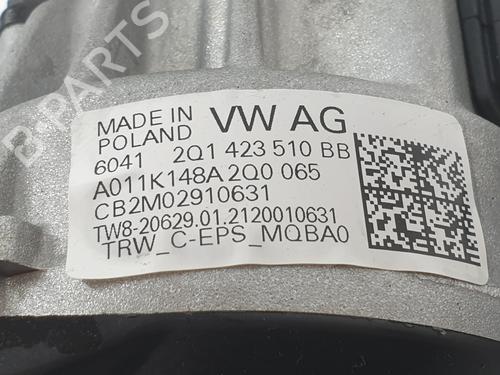 B PARTS
MADE IN
POLAND
VW AG
6041 2Q1 423 510 BB
A011K148A 2Q0 065
CB2M02910631
TW8-20629.01.2120010631
TRW_C-EPS_MQBA0